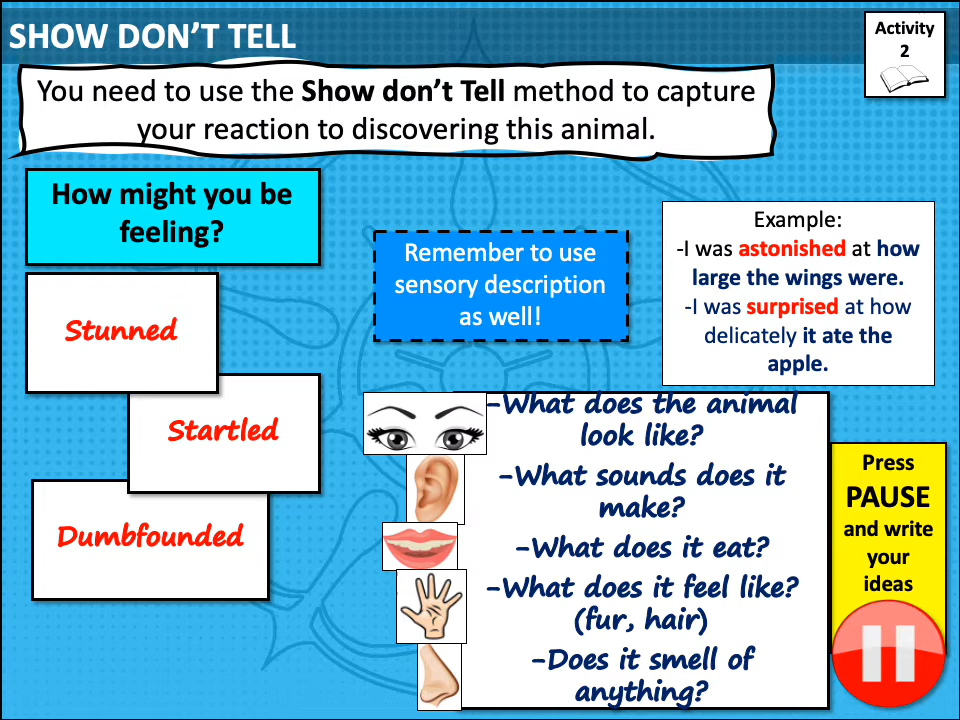 SHOW DON'T TELL
Activity
2
You need to use the Show don't Tell method to capture
your reaction to discovering this animal.
How might you be
feeling?
Stunned
Startled
Dumbfounded
Remember to use
sensory description
as well!
Example:
-I was astonished at how
large the wings were.
-I was surprised at how
delicately it ate the
apple.
-What does the animal
look like?
-What sounds does it
make?
-What does it eat?
-What does it feel like?
(fur, hair)
-Does it smell of
anything?
Press
PAUSE
and write
your
ideas